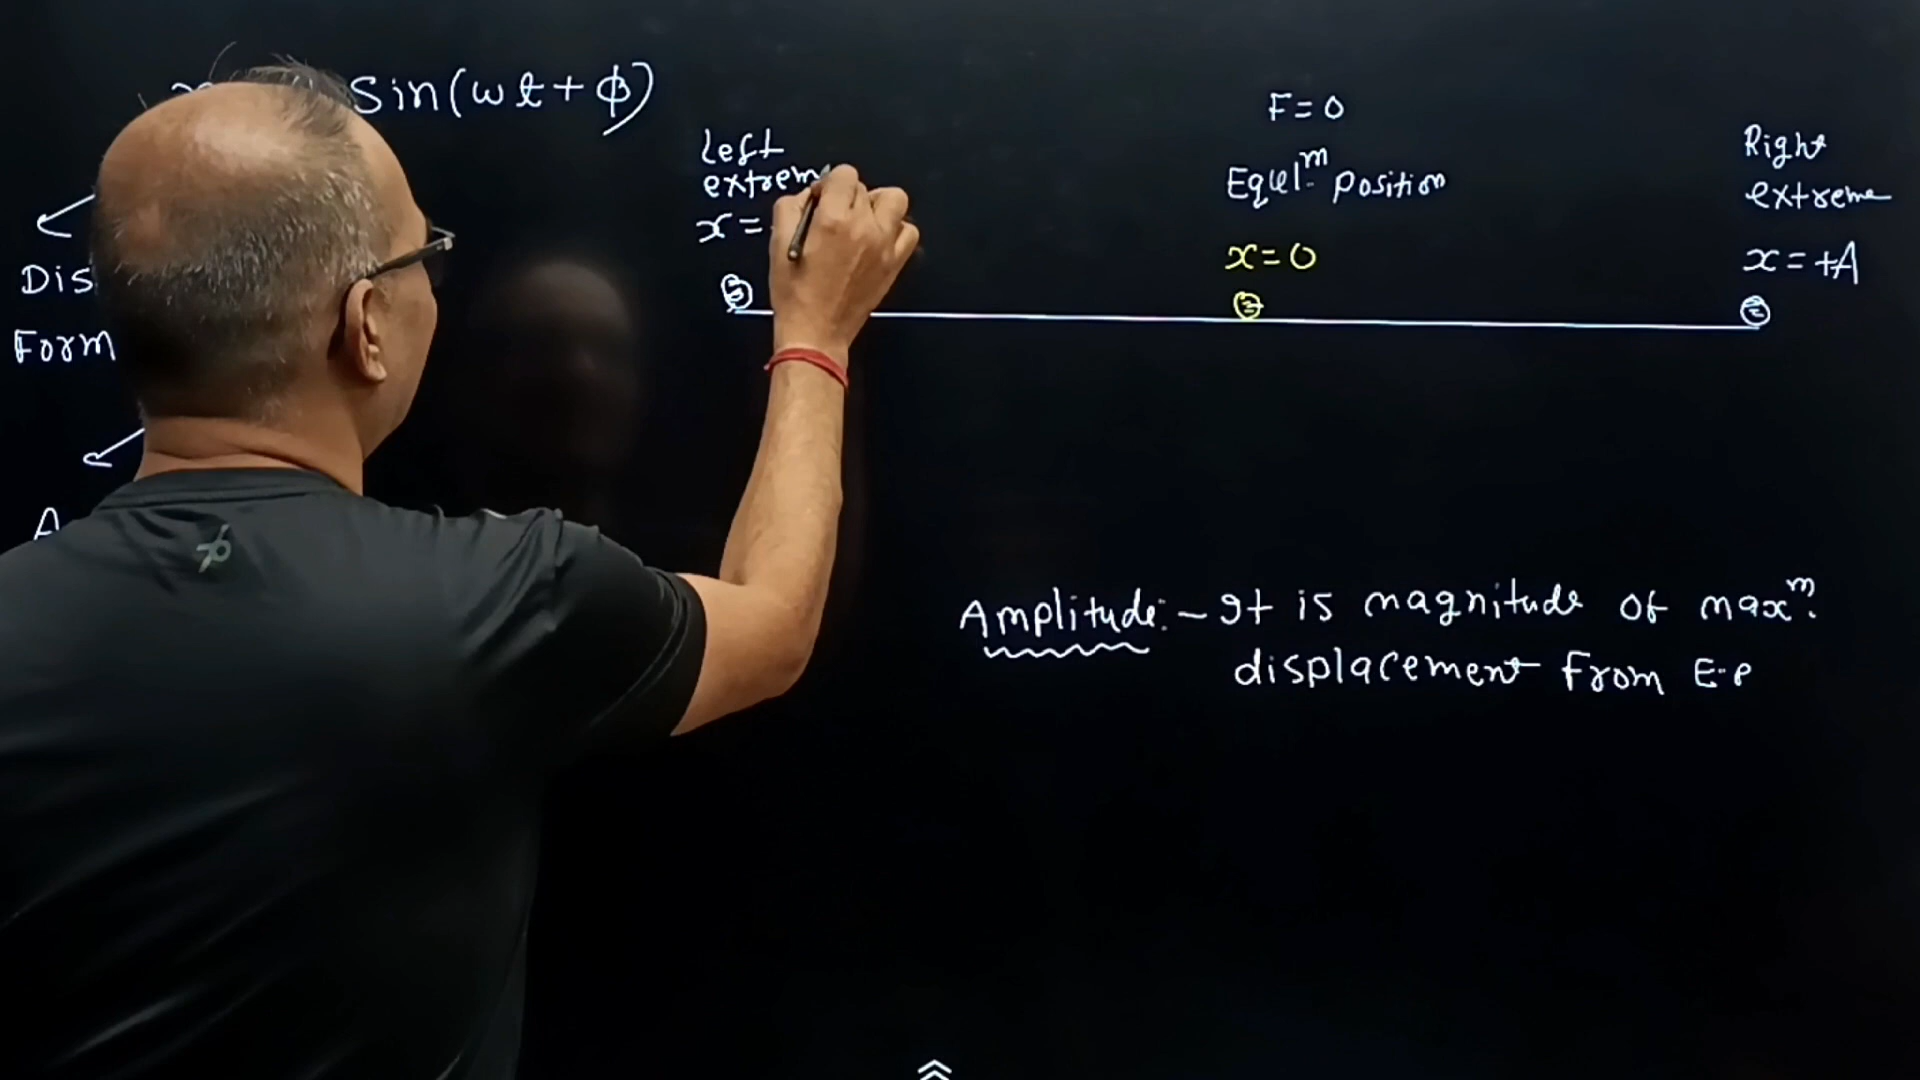 Sin(ωt+ϕ)
F=0
Left
extrem
x=
Equl.ᵐ position
x=0
Right
extreme
x=+A
Dis
Form
A
Amplitude:- It is magnitude of maxᵐ.
displacement from E.P